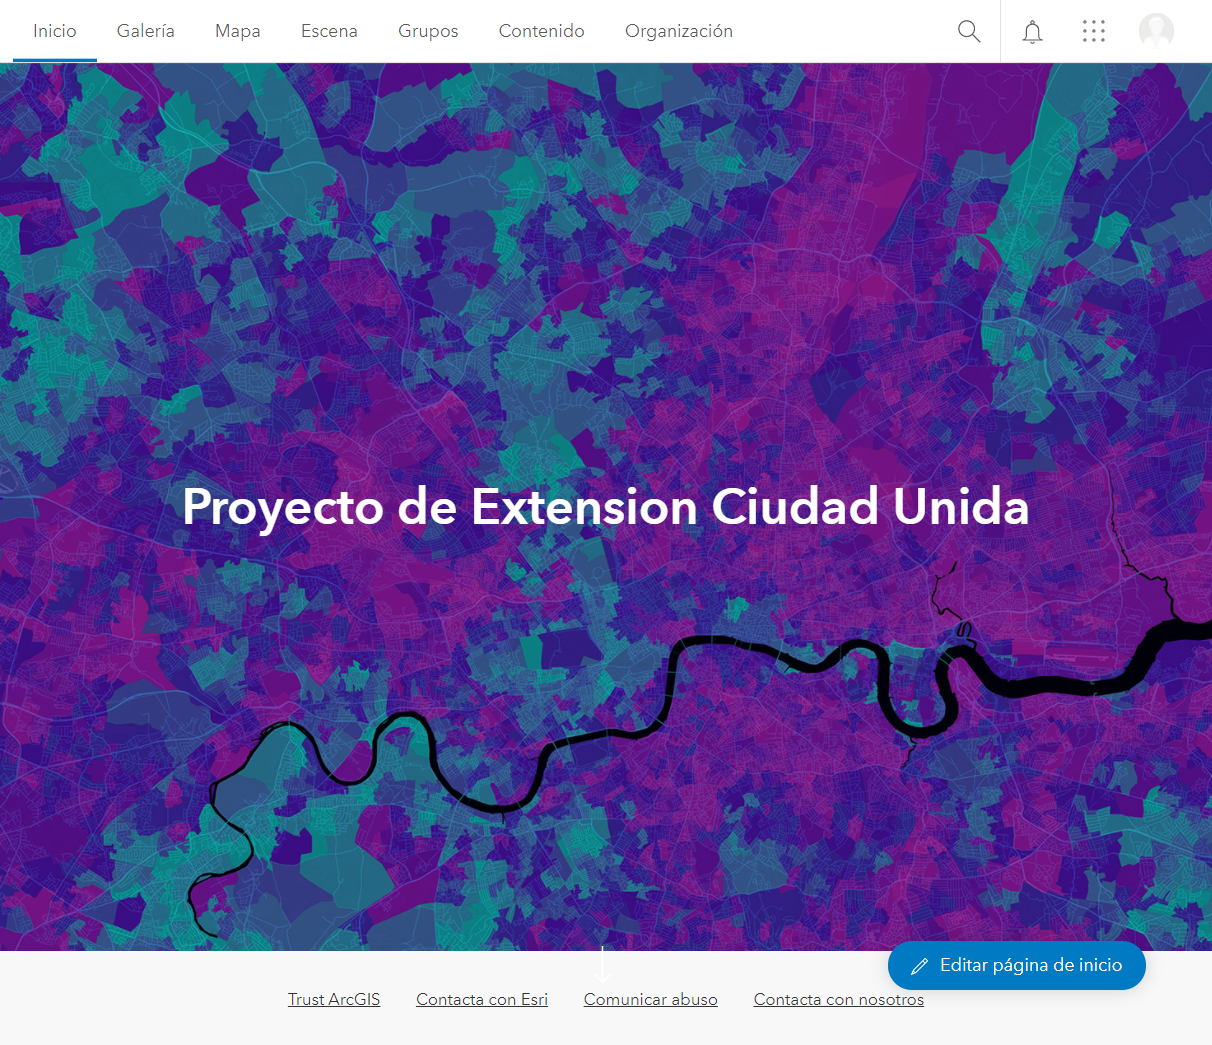 Inicio Galería Mapa Escena Grupos Contenido Organización
Proyecto de Extension Ciudad Unida
Editar página de inicio
Trust ArcGIS Contacta con Esri Comunicar abuso Contacta con nosotros